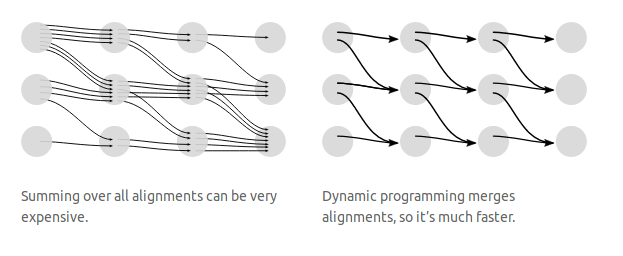 Summing over all alignments can be very
expensive.
Dynamic programming merges
alignments, so it’s much faster.